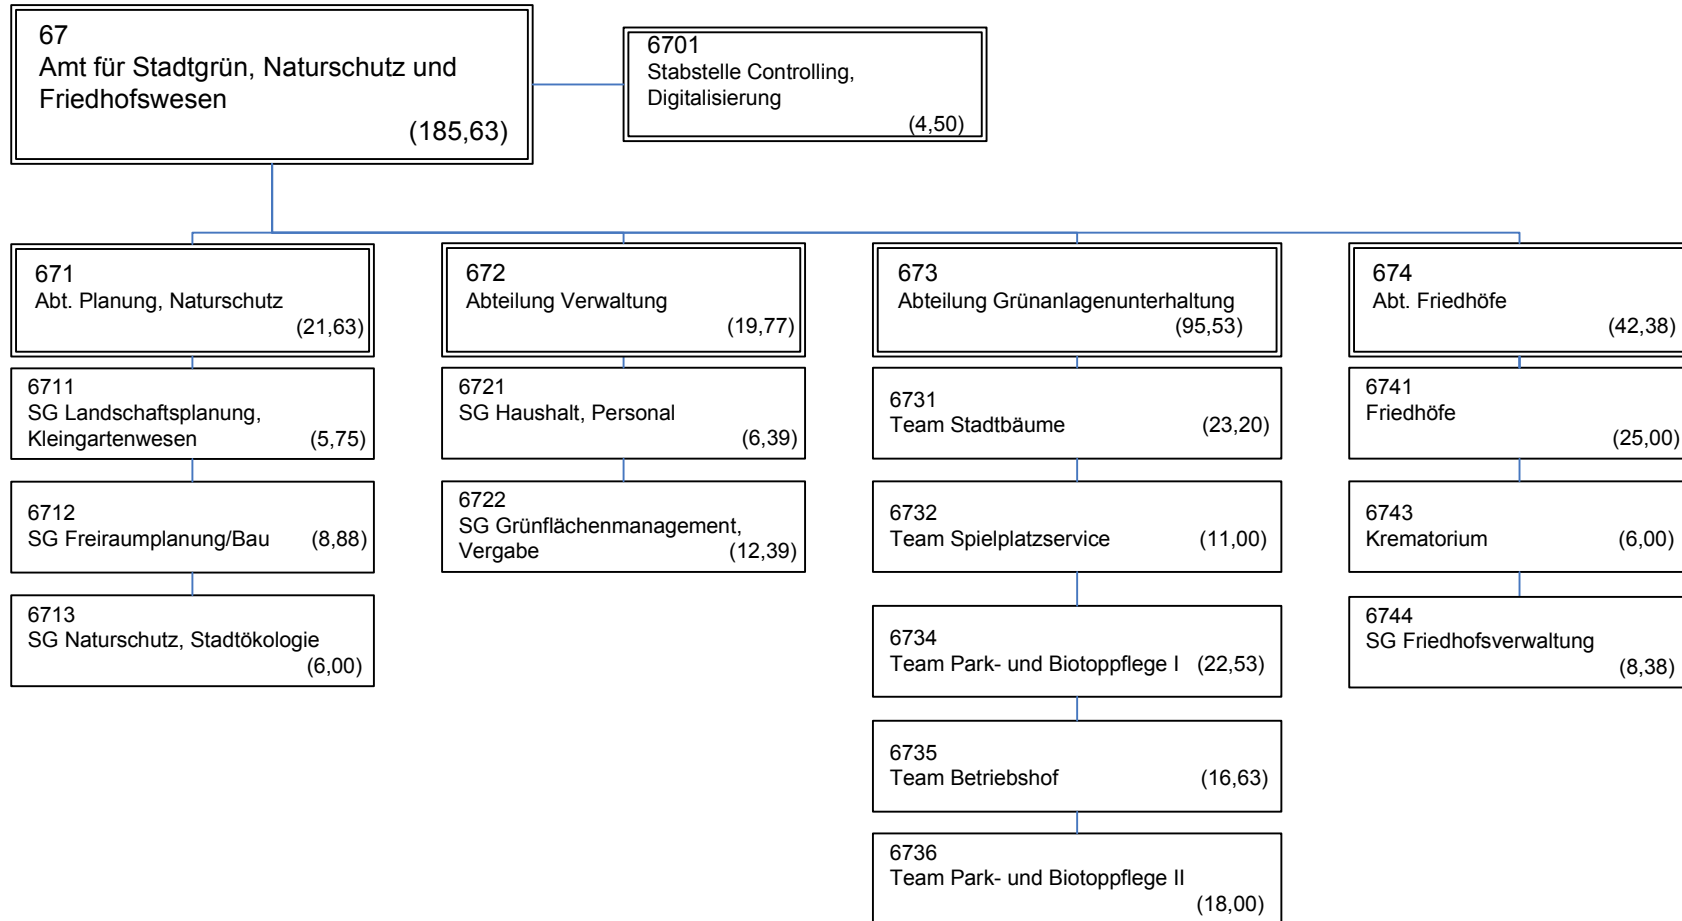 67
Amt für Stadtgrün, Naturschutz und
Friedhofswesen
(185,63)
6701
Stabstelle Controlling,
Digitalisierung
(4,50)
671
Abt. Planung, Naturschutz
(21,63)
6711
SG Landschaftsplanung,
Kleingartenwesen (5,75)
6712
SG Freiraumplanung/Bau (8,88)
6713
SG Naturschutz, Stadtökologie
(6,00)
672
Abteilung Verwaltung
(19,77)
6721
SG Haushalt, Personal
(6,39)
6722
SG Grünflächenmanagement,
Vergabe (12,39)
673
Abteilung Grünanlagenunterhaltung
(95,53)
6731
Team Stadtbäume (23,20)
6732
Team Spielplatzservice (11,00)
6734
Team Park- und Biotoppflege I (22,53)
6735
Team Betriebshof (16,63)
6736
Team Park- und Biotoppflege II
(18,00)
674
Abt. Friedhöfe
(42,38)
6741
Friedhöfe
(25,00)
6743
Krematorium (6,00)
6744
SG Friedhofsverwaltung
(8,38)